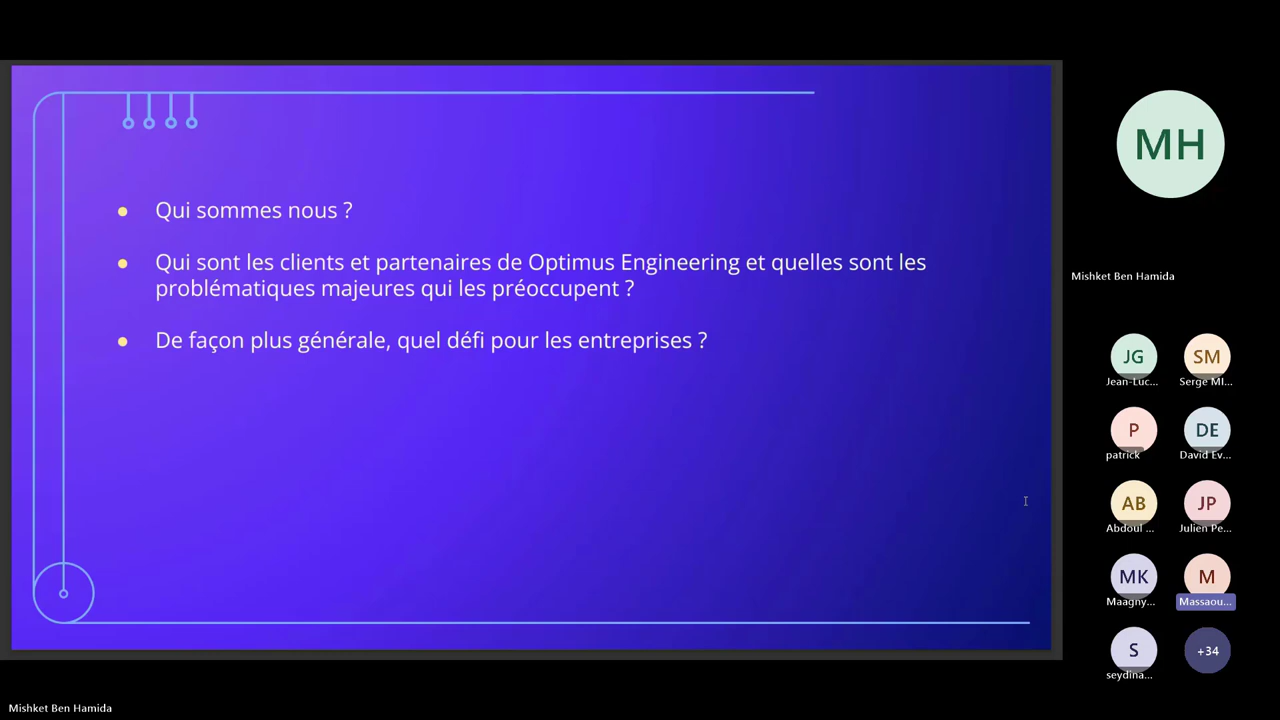 Qui sommes nous ?
Qui sont les clients et partenaires de Optimus Engineering et quelles sont les
problématiques majeures qui les préoccupent ?
De façon plus générale, quel défi pour les entreprises ?
MH
Mishket Ben Hamida
JG
Jean-Luc...
SM
Serge MI...
P
patrick
DE
David Ev...
AB
Abdoul ...
JP
Julien Pe...
MK
Maagny...
M
Massaou...
S
seydina...
+34
Mishket Ben Hamida